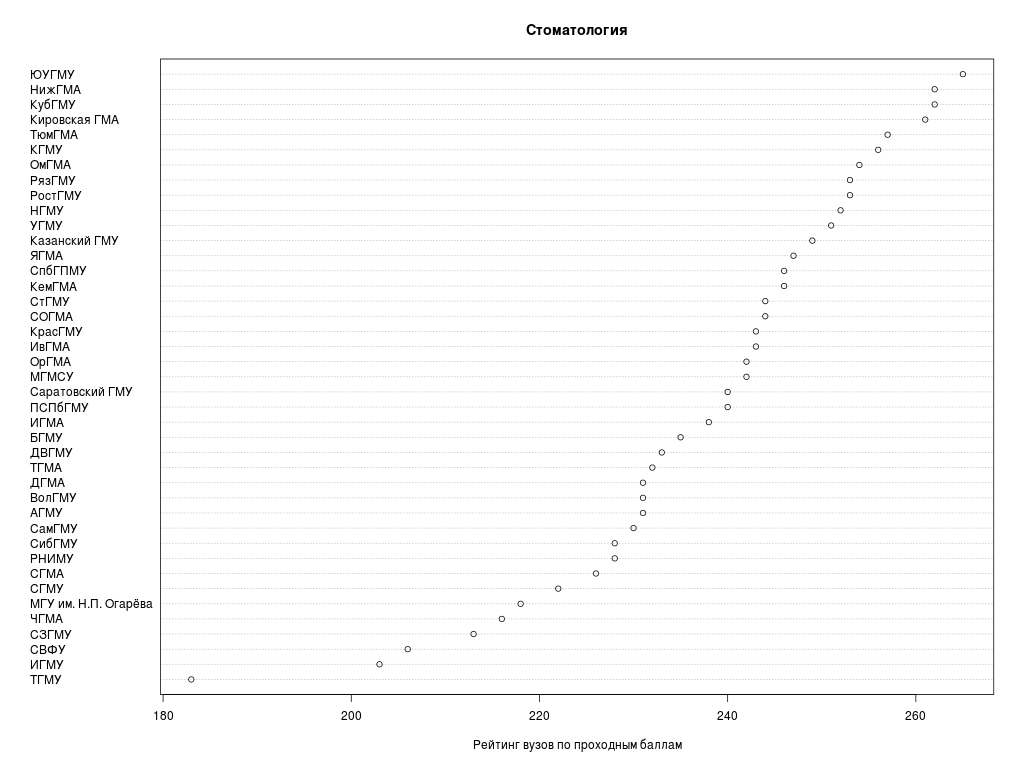 Стоматология
ЮУГМУ
НижГМА
КубГМУ
Кировская ГМА
ТюмГМА
КГМУ
ОмГМА
РязГМУ
РостГМУ
НГМУ
УГМУ
Казанский ГМУ
ЯГМА
СпбГПМУ
КемГМА
СтГМУ
СОГМА
КрасГМУ
ИвГМА
ОрГМА
МГМСУ
Саратовский ГМУ
ПСПбГМУ
ИГМА
БГМУ
ДВГМУ
ТГМА
ДГМА
ВолГМУ
АГМУ
СамГМУ
СибГМУ
РНИМУ
СГМА
СГМУ
МГУ им. Н.П. Огарёва
ЧГМА
СЗГМУ
СВФУ
ИГМУ
ТГМУ
180 200 220 240 260
Рейтинг вузов по проходным баллам